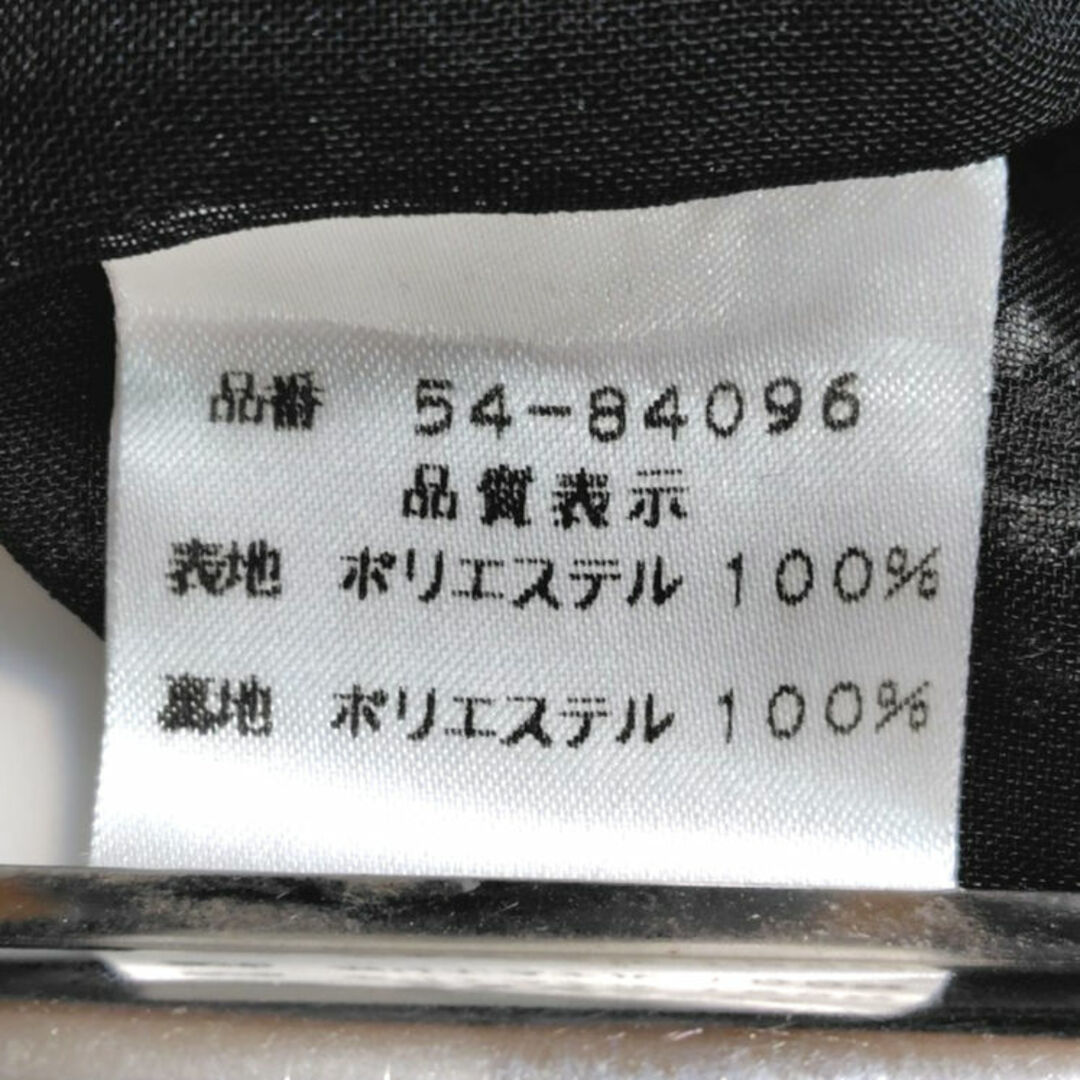 品番 54-84096
品質表示
表地 ポリエステル 100%
裏地 ポリエステル 100%